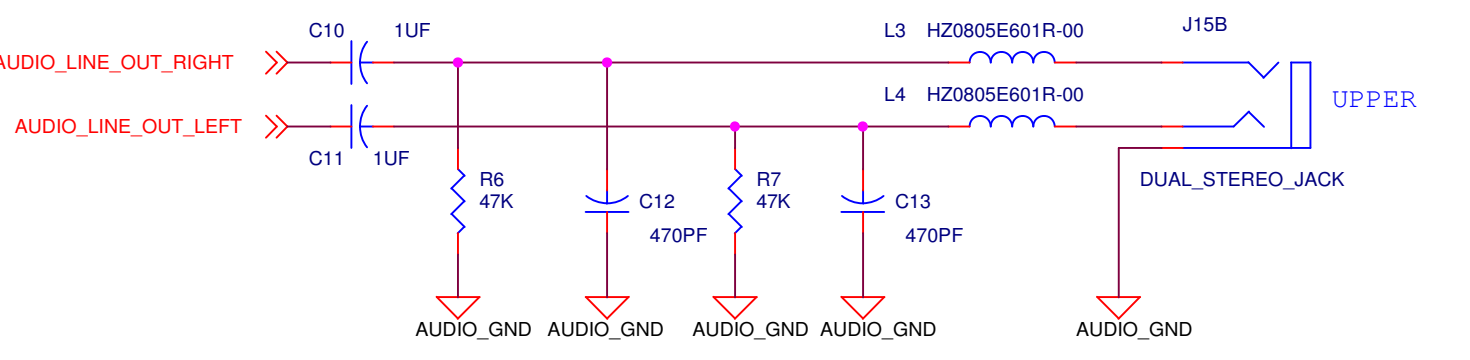 C10 1UF
L3 HZ0805E601R-00
J15B
AUDIO_LINE_OUT_RIGHT
L4 HZ0805E601R-00
UPPER
AUDIO_LINE_OUT_LEFT
C11 1UF
R6
47K
C12
470PF
R7
47K
C13
470PF
DUAL_STEREO_JACK
AUDIO_GND
AUDIO_GND
AUDIO_GND
AUDIO_GND
AUDIO_GND